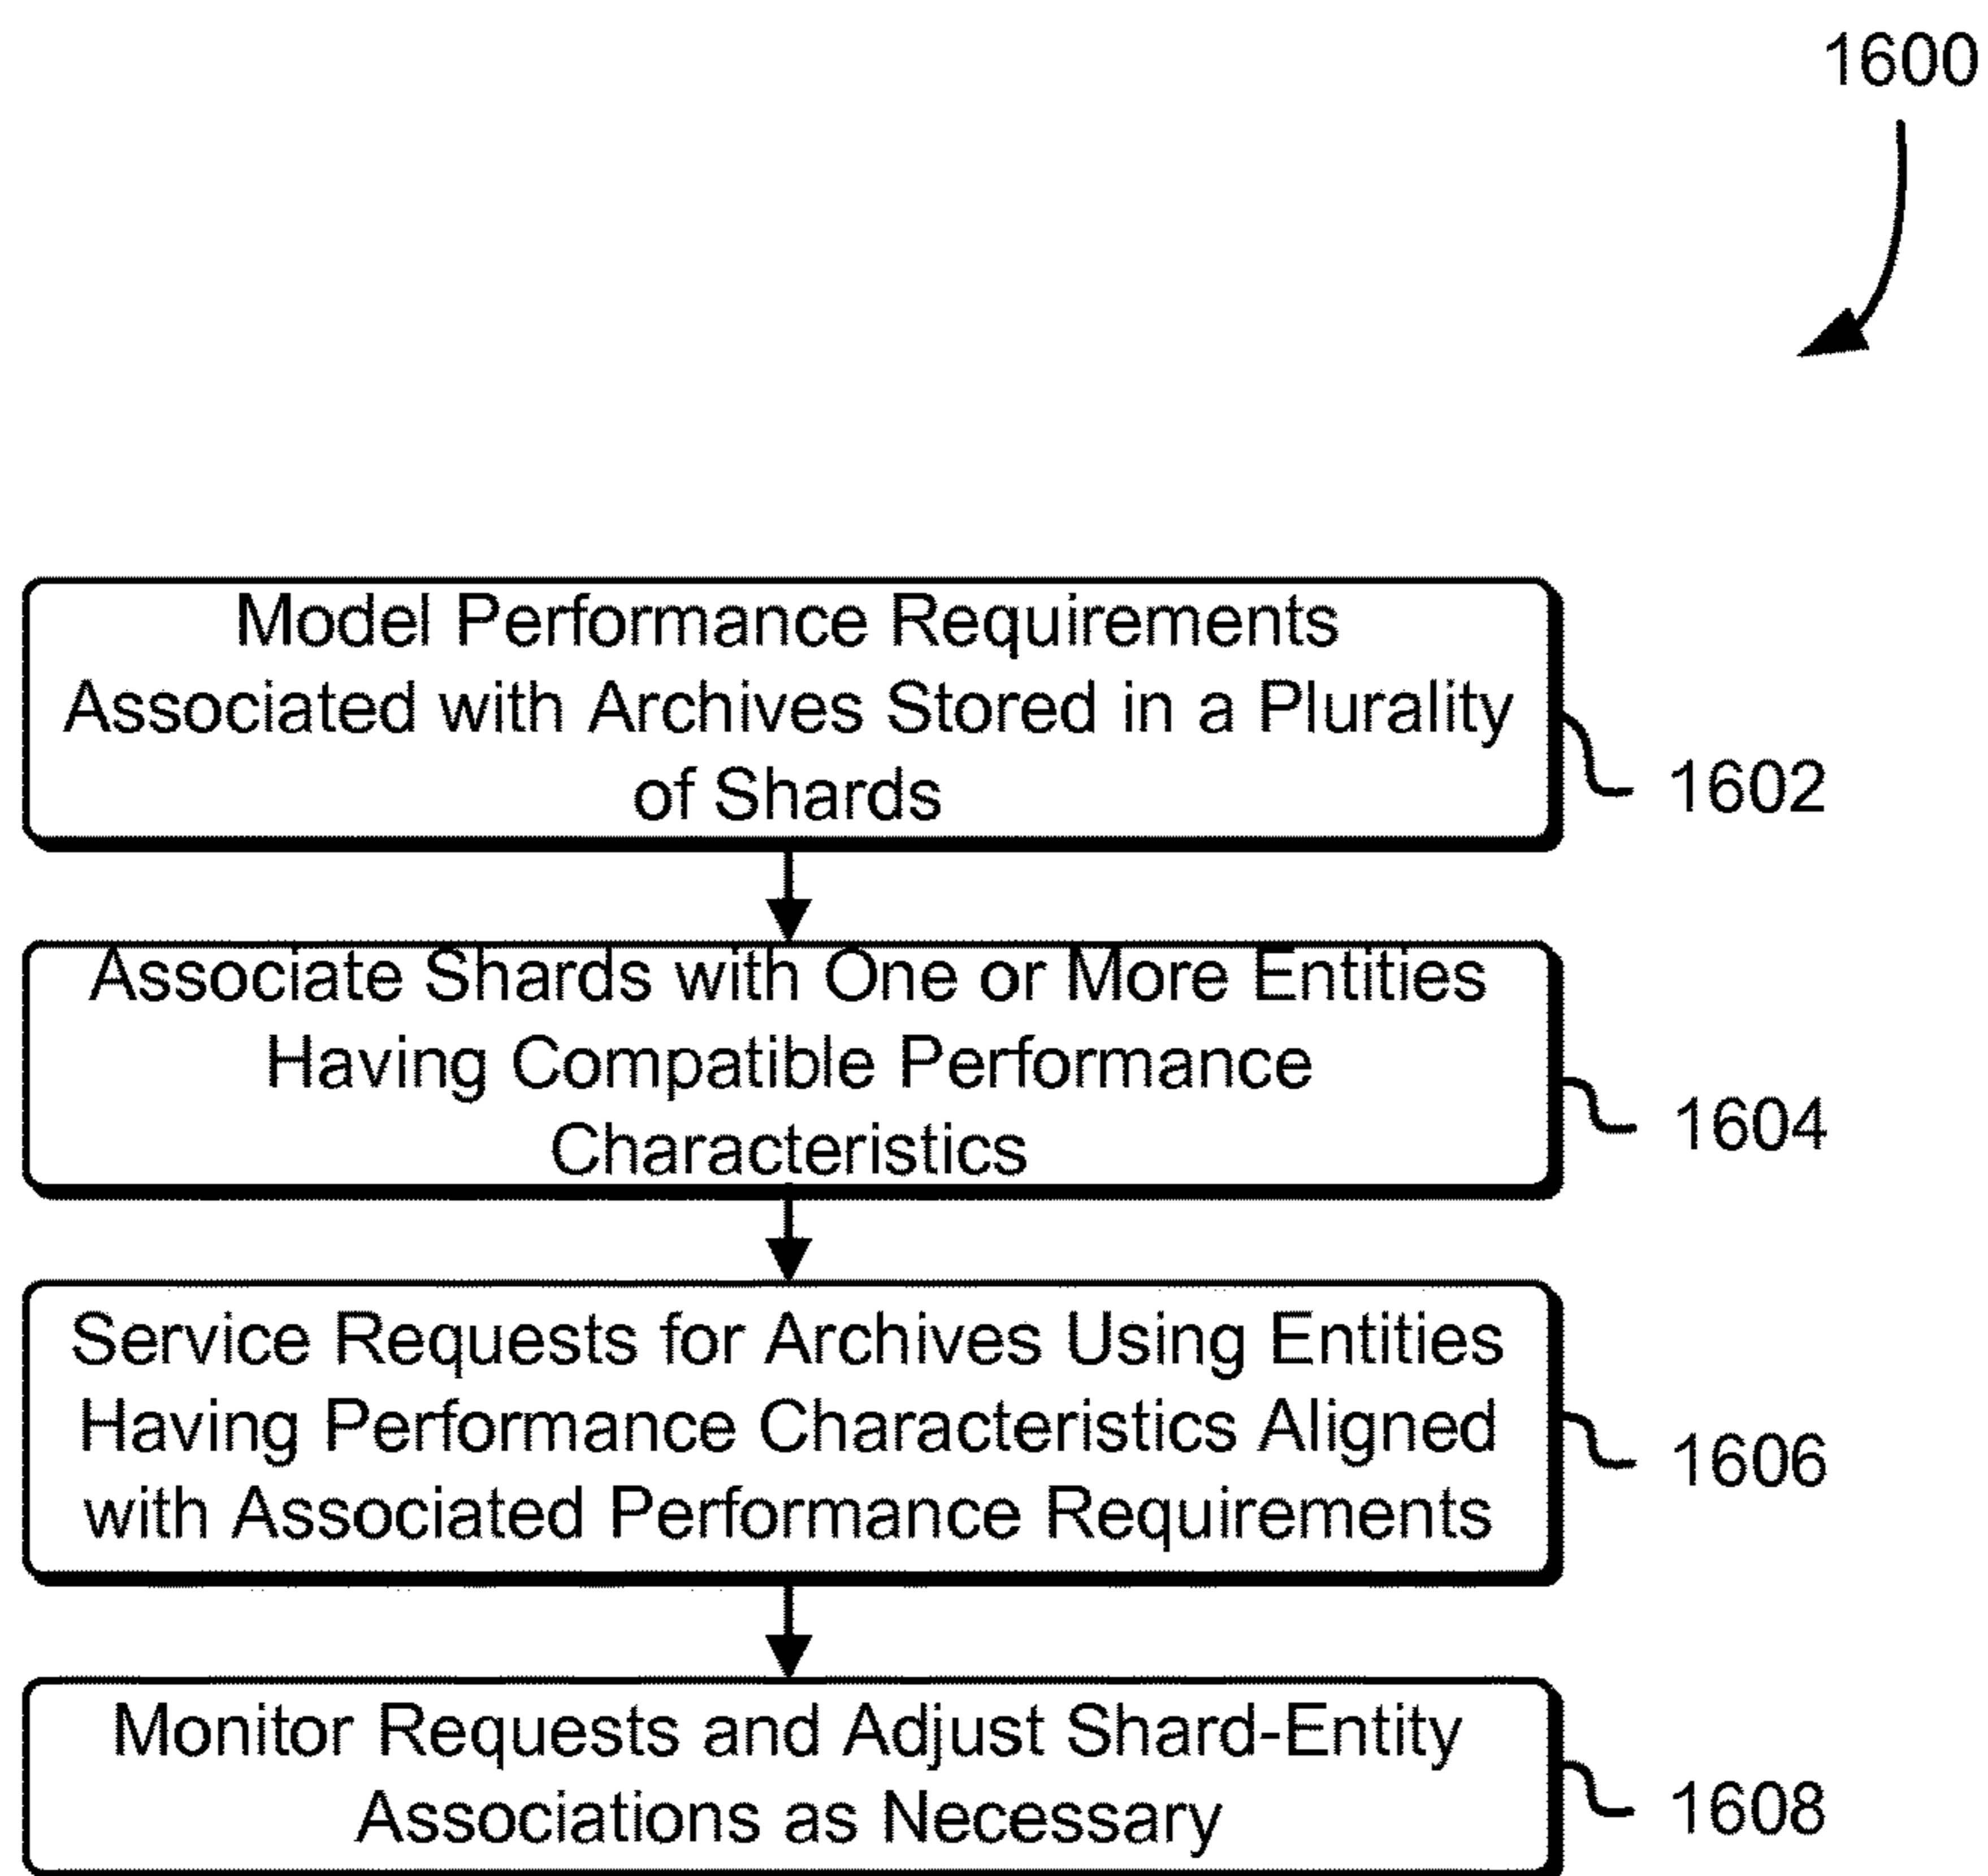 1600
Model Performance Requirements
Associated with Archives Stored in a Plurality
of Shards
1602
Associate Shards with One or More Entities
Having Compatible Performance
Characteristics
1604
Service Requests for Archives Using Entities
Having Performance Characteristics Aligned
with Associated Performance Requirements
1606
Monitor Requests and Adjust Shard-Entity
Associations as Necessary
1608